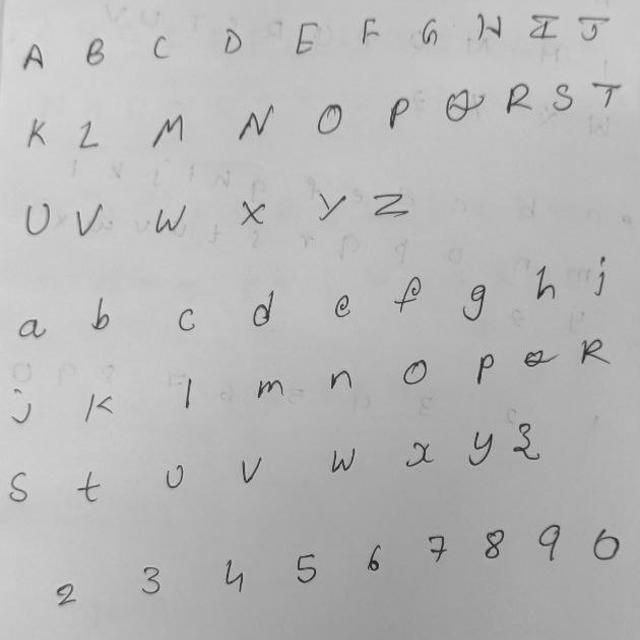 A B C D E F G H I J
K L M N O P Q R S T
U V W X Y Z
a b c d e f g h i
j k l m n o p q R
s t u v w x y z
2 3 4 5 6 7 8 9 0